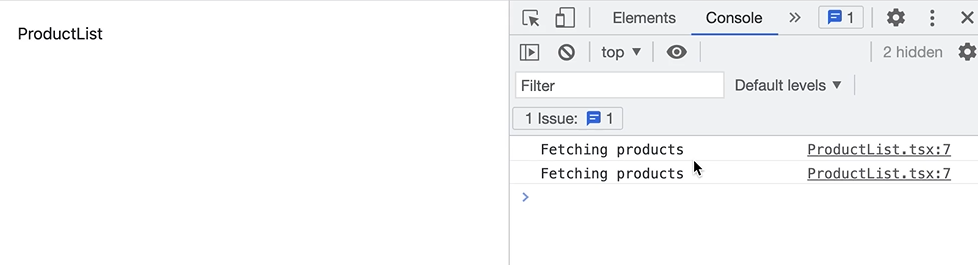 ProductList
Elements Console 1
top 2 hidden
Filter Default levels
1 Issue: 1
Fetching products ProductList.tsx:7
Fetching products ProductList.tsx:7